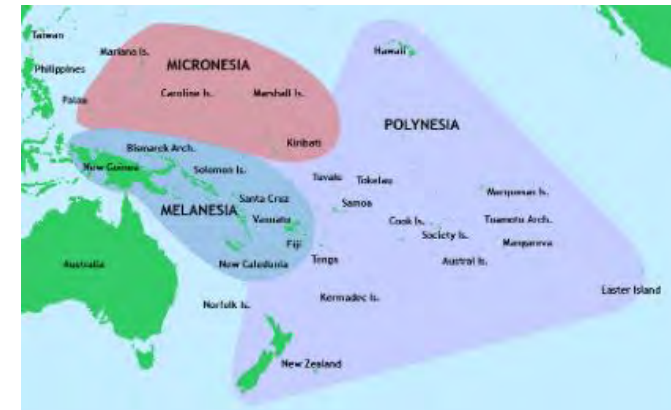 Taiwan
Mariana Is.
Hawaii
MICRONESIA
Philippines
Caroline Is.
Marshall Is.
Palau
POLYNESIA
Kiribati
Bismarck Arch.
New Guinea
Solomon Is.
Tuvalu
Tokelau
Marquesas Is.
Santa Cruz
Samoa
MELANESIA
Vanuatu
Cook Is.
Tuamotu Arch.
Society Is.
Fiji
Mangareva
Australia
New Caledonia
Tonga
Austral Is.
Easter Island
Norfolk Is.
Kermadec Is.
New Zealand